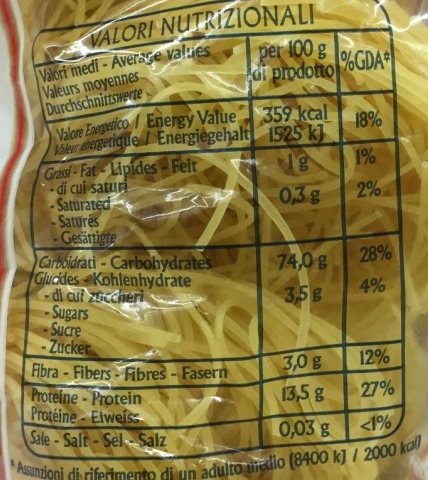 VALORI NUTRIZIONALI
Valori medi - Average values
Valeurs moyennes
Durchschnittswerte
per 100 g
di prodotto
%GDA*
Valore Energetico / Energy Value
Valeur energetique / Energiegehalt
359 kcal
1525 kJ
18%
Grassi - Fat - Lipides - Feit
1 g
1%
- di cui saturi
- Saturated
- Saturés
- Gesättigte
0,3 g
2%
Carboidrati - Carbohydrates
Glucides - Kohlenhydrate
74,0 g
28%
- di cui zuccheri
- Sugars
- Sucre
- Zucker
3,5 g
4%
Fibra - Fibers - Fibres - Fasern
3,0 g
12%
Proteine - Protein
Protéine - Eiweiss
13,5 g
27%
Sale - Salt - Sel - Salz
0,03 g
<1%
* Assunzioni di riferimento di un adulto medio (8400 kJ / 2000 kcal)